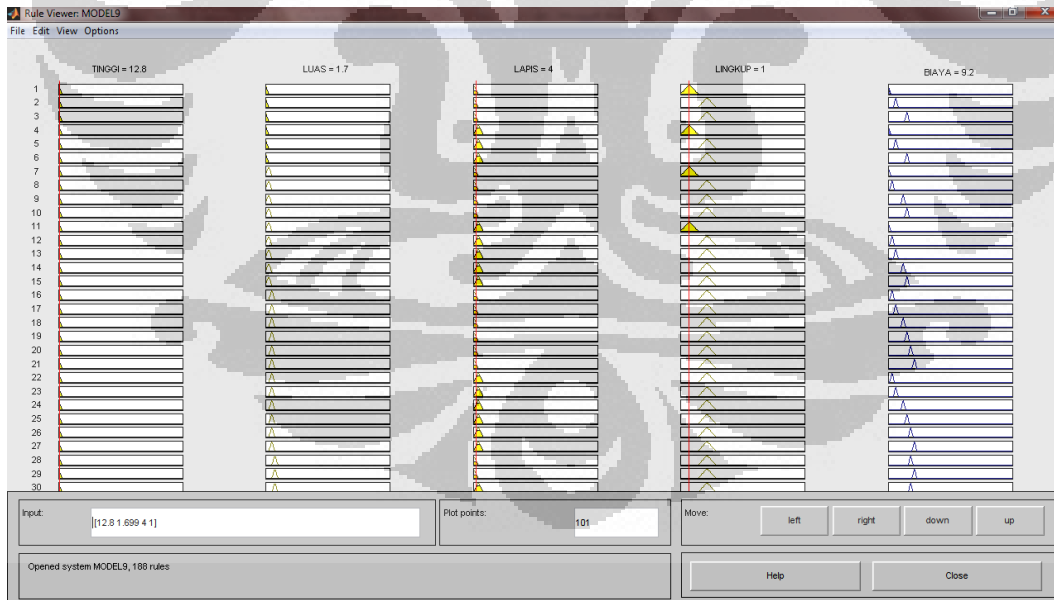 Rule Viewer: MODEL9
File Edit View Options
TINGGI = 12.8
LUAS = 1.7
LAPIS = 4
LINGKUP = 1
BIAYA = 9.2
1
2
3
4
5
6
7
8
9
10
11
12
13
14
15
16
17
18
19
20
21
22
23
24
25
26
27
28
29
30
Input:
[12.8 1.699 4 1]
Plot points:
101
Move:
left
right
down
up
Opened system MODEL9, 188 rules
Help
Close